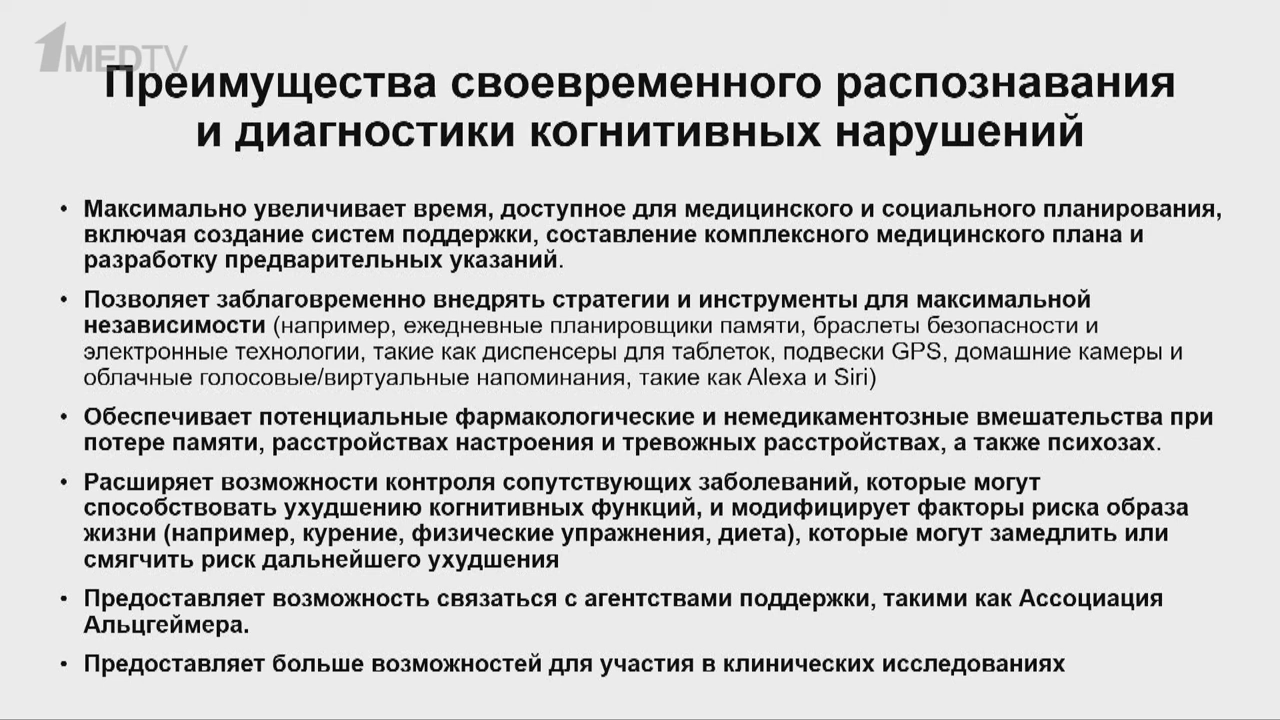 1MEDTV
Преимущества своевременного распознавания
и диагностики когнитивных нарушений
• Максимально увеличивает время, доступное для медицинского и социального планирования,
включая создание систем поддержки, составление комплексного медицинского плана и
разработку предварительных указаний.
• Позволяет заблаговременно внедрять стратегии и инструменты для максимальной
независимости (например, ежедневные планировщики памяти, браслеты безопасности и
электронные технологии, такие как диспенсеры для таблеток, подвески GPS, домашние камеры и
облачные голосовые/виртуальные напоминания, такие как Alexa и Siri)
• Обеспечивает потенциальные фармакологические и немедикаментозные вмешательства при
потере памяти, расстройствах настроения и тревожных расстройствах, а также психозах.
• Расширяет возможности контроля сопутствующих заболеваний, которые могут
способствовать ухудшению когнитивных функций, и модифицирует факторы риска образа
жизни (например, курение, физические упражнения, диета), которые могут замедлить или
смягчить риск дальнейшего ухудшения
• Предоставляет возможность связаться с агентствами поддержки, такими как Ассоциация
Альцгеймера.
• Предоставляет больше возможностей для участия в клинических исследованиях